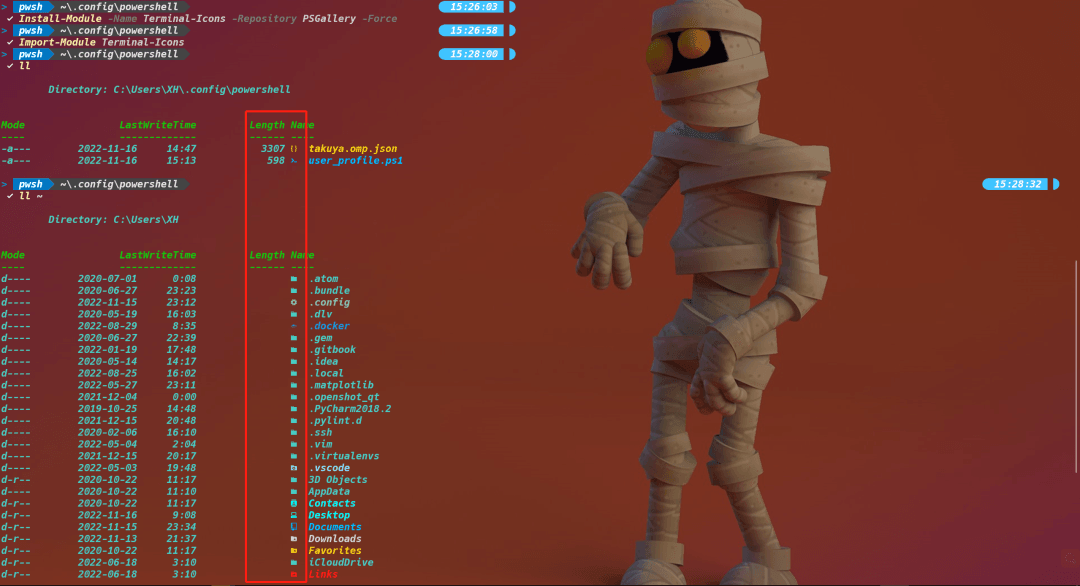 > pwsh ~\.config\powershell 15:26:03
✓ Install-Module -Name Terminal-Icons -Repository PSGallery -Force
> pwsh ~\.config\powershell 15:26:58
✓ Import-Module Terminal-Icons
> pwsh ~\.config\powershell 15:28:00
✓ ll
Directory: C:\Users\XH\.config\powershell
Mode LastWriteTime Length Name
---- ------------- ------ ----
-a--- 2022-11-16 14:47 3307 takuya.omp.json
-a--- 2022-11-16 15:13 598 user_profile.ps1
> pwsh ~\.config\powershell 15:28:32
✓ ll ~
Directory: C:\Users\XH
Mode LastWriteTime Length Name
---- ------------- ------ ----
d---- 2020-07-01 0:08 .atom
d---- 2020-06-27 23:23 .bundle
d---- 2022-11-15 23:12 .config
d---- 2020-05-19 16:03 .dlv
d---- 2022-08-29 8:35 .docker
d---- 2020-06-27 22:39 .gem
d---- 2022-01-19 17:48 .gitbook
d---- 2020-05-14 14:17 .idea
d---- 2022-08-25 16:02 .local
d---- 2022-05-27 23:11 .matplotlib
d---- 2021-12-04 0:00 .openshot_qt
d---- 2019-10-25 14:48 .PyCharm2018.2
d---- 2021-12-15 20:48 .pylint.d
d---- 2020-02-06 16:10 .ssh
d---- 2022-05-04 2:04 .vim
d---- 2021-12-15 20:17 .virtualenvs
d---- 2022-05-03 19:48 .vscode
d-r-- 2020-10-22 11:17 3D Objects
d---- 2020-10-22 11:10 AppData
d-r-- 2020-10-22 11:17 Contacts
d-r-- 2022-11-16 9:08 Desktop
d-r-- 2022-11-15 23:34 Documents
d-r-- 2022-11-13 21:37 Downloads
d-r-- 2020-10-22 11:17 Favorites
d-r-- 2022-06-18 3:10 iCloudDrive
d-r-- 2022-06-18 3:10 Links